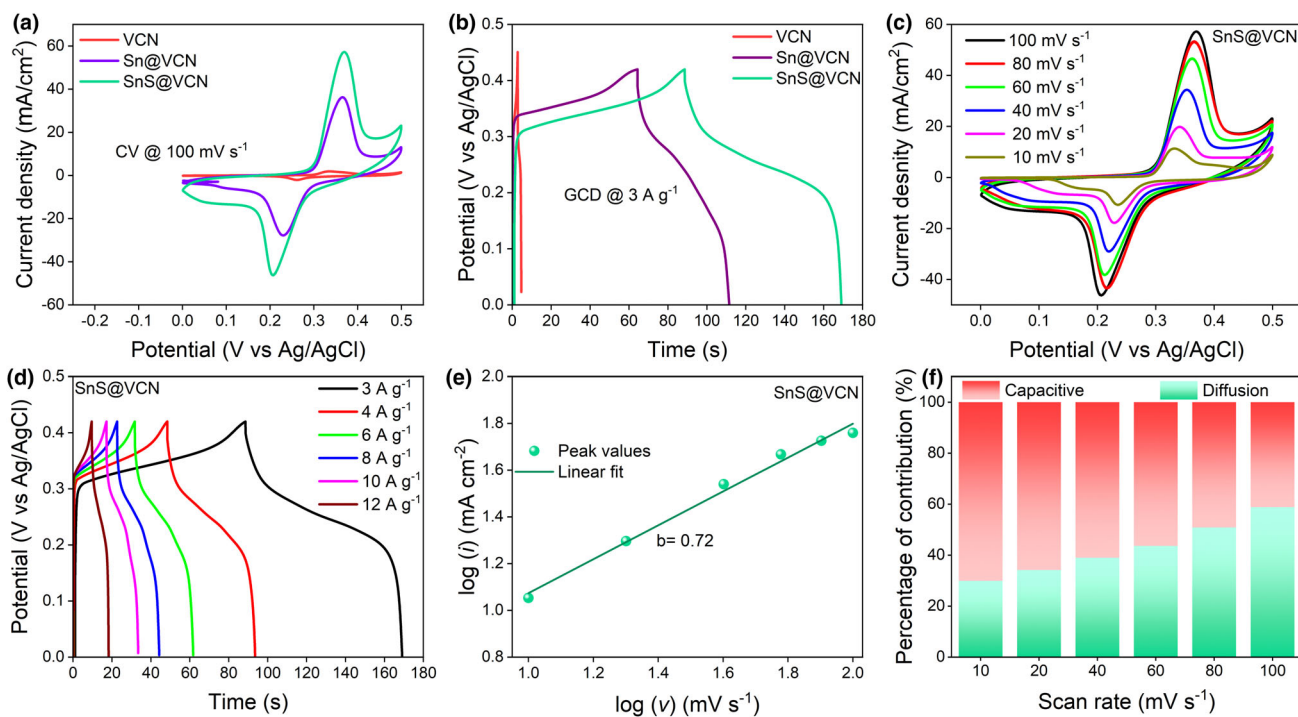 (a)
VCN
Sn@VCN
SnS@VCN
CV @ 100 mV s⁻¹
Current density (mA/cm²)
60
40
20
0
-20
-40
-60
-0.2
-0.1
0.0
0.1
0.2
0.3
0.4
0.5
Potential (V vs Ag/AgCl)
(b)
VCN
Sn@VCN
SnS@VCN
GCD @ 3 A g⁻¹
Potential (V vs Ag/AgCl)
0.5
0.4
0.3
0.2
0.1
0.0
0
20
40
60
80
100
120
140
160
180
Time (s)
(c)
SnS@VCN
100 mV s⁻¹
80 mV s⁻¹
60 mV s⁻¹
40 mV s⁻¹
20 mV s⁻¹
10 mV s⁻¹
Current density (mA/cm²)
60
40
20
0
-20
-40
0.0
0.1
0.2
0.3
0.4
0.5
Potential (V vs Ag/AgCl)
(d)
SnS@VCN
3 A g⁻¹
4 A g⁻¹
6 A g⁻¹
8 A g⁻¹
10 A g⁻¹
12 A g⁻¹
Potential (V vs Ag/AgCl)
0.5
0.4
0.3
0.2
0.1
0.0
0
20
40
60
80
100
120
140
160
180
Time (s)
(e)
SnS@VCN
Peak values
Linear fit
b= 0.72
log (i) (mA cm⁻²)
2.0
1.8
1.6
1.4
1.2
1.0
0.8
1.0
1.2
1.4
1.6
1.8
2.0
log (v) (mV s⁻¹)
(f)
Capacitive
Diffusion
Percentage of contribution (%)
100
80
60
40
20
0
10
20
40
60
80
100
Scan rate (mV s⁻¹)